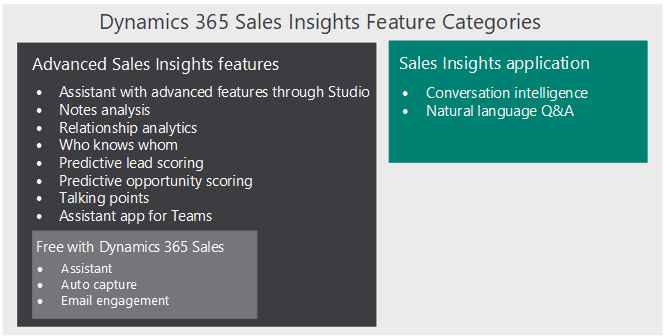 Dynamics 365 Sales Insights Feature Categories
Advanced Sales Insights features
• Assistant with advanced features through Studio
• Notes analysis
• Relationship analytics
• Who knows whom
• Predictive lead scoring
• Predictive opportunity scoring
• Talking points
• Assistant app for Teams
Free with Dynamics 365 Sales
• Assistant
• Auto capture
• Email engagement
Sales Insights application
• Conversation intelligence
• Natural language Q&A